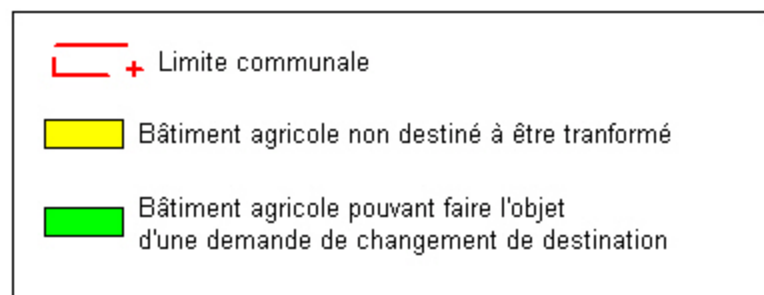 Limite communale
Bâtiment agricole non destiné à être tranformé
Bâtiment agricole pouvant faire l'objet
d'une demande de changement de destination